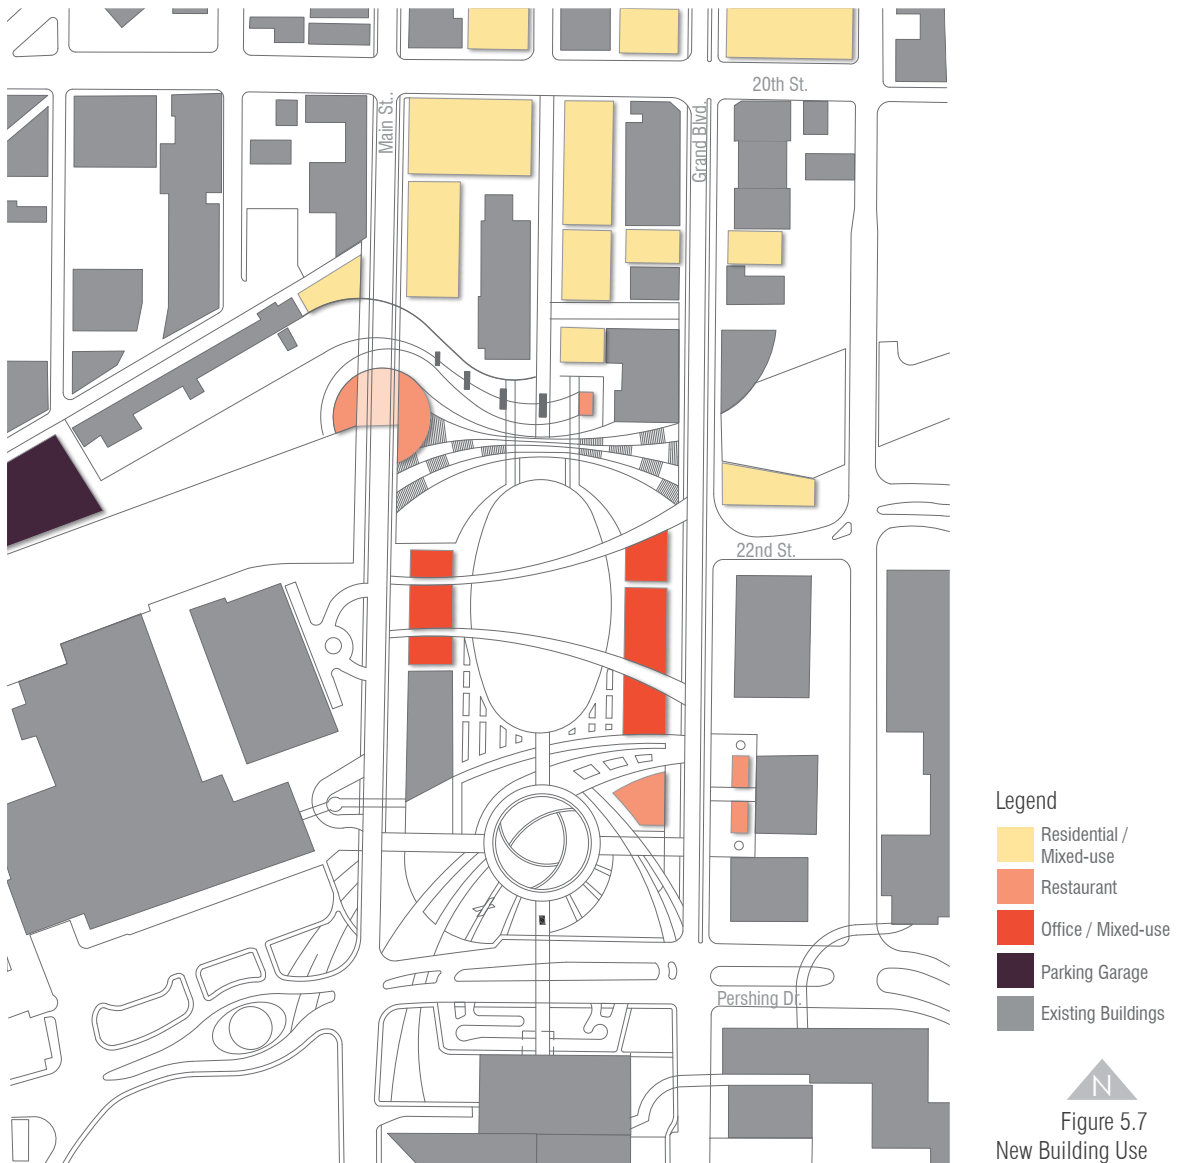 20th St.
Main St..
Grand Blvd.
22nd St.
Pershing Dr.
Legend
Residential /
Mixed-use
Restaurant
Office / Mixed-use
Parking Garage
Existing Buildings
N
Figure 5.7
New Building Use